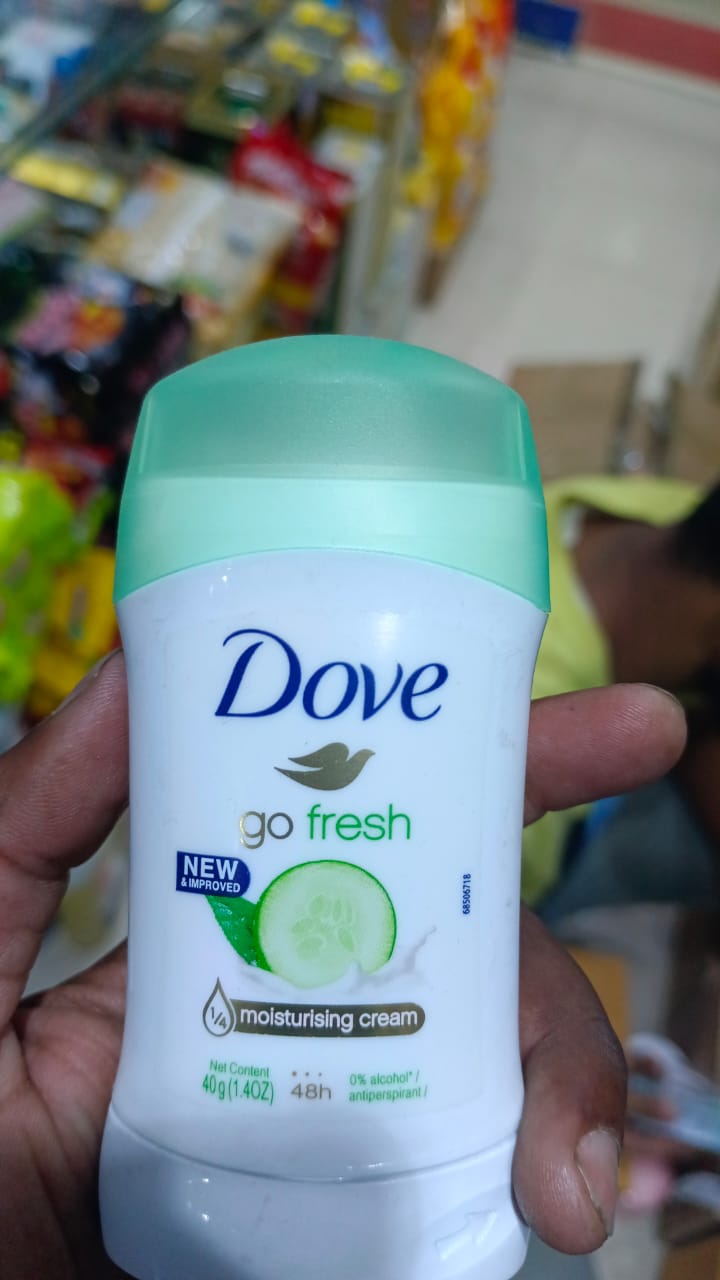 Dove
go fresh
NEW
& IMPROVED
68506718
1/4
moisturising cream
Net Content
40g(1.4OZ)
48h
0% alcohol* /
antiperspirant /